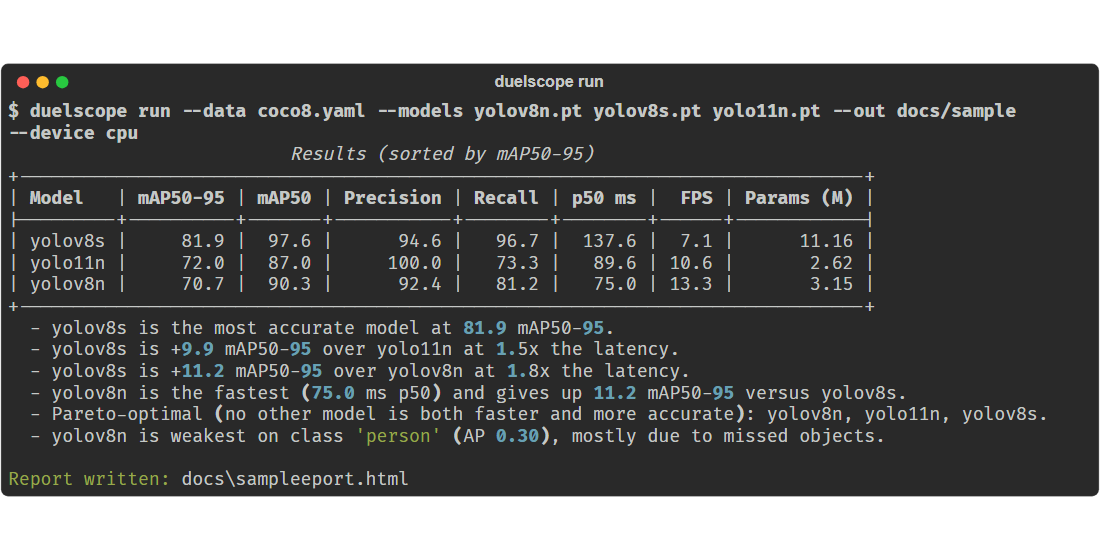 duelscope run
$ duelscope run --data coco8.yaml --models yolov8n.pt yolov8s.pt yolo11n.pt --out docs/sample
--device cpu
Results (sorted by mAP50-95)
| Model | mAP50-95 | mAP50 | Precision | Recall | p50 ms | FPS | Params (M) |
| yolov8s | 81.9 | 97.6 | 94.6 | 96.7 | 137.6 | 7.1 | 11.16 |
| yolo11n | 72.0 | 87.0 | 100.0 | 73.3 | 89.6 | 10.6 | 2.62 |
| yolov8n | 70.7 | 90.3 | 92.4 | 81.2 | 75.0 | 13.3 | 3.15 |
- yolov8s is the most accurate model at 81.9 mAP50-95.
- yolov8s is +9.9 mAP50-95 over yolo11n at 1.5x the latency.
- yolov8s is +11.2 mAP50-95 over yolov8n at 1.8x the latency.
- yolov8n is the fastest (75.0 ms p50) and gives up 11.2 mAP50-95 versus yolov8s.
- Pareto-optimal (no other model is both faster and more accurate): yolov8n, yolo11n, yolov8s.
- yolov8n is weakest on class 'person' (AP 0.30), mostly due to missed objects.
Report written: docs\sampleeport.html